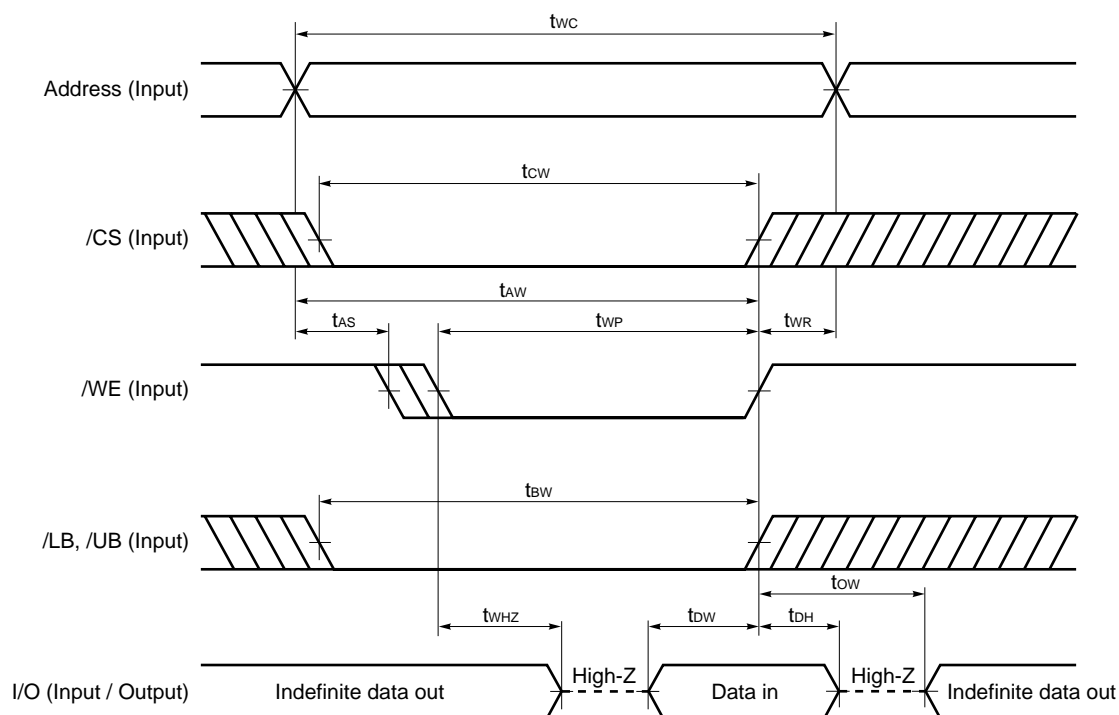 tWC
Address (Input)
tCW
/CS (Input)
tAW
tAS
tWP
tWR
/WE (Input)
tBW
/LB, /UB (Input)
tOW
tWHZ
tDW
tDH
I/O (Input / Output)
Indefinite data out
High-Z
Data in
High-Z
Indefinite data out